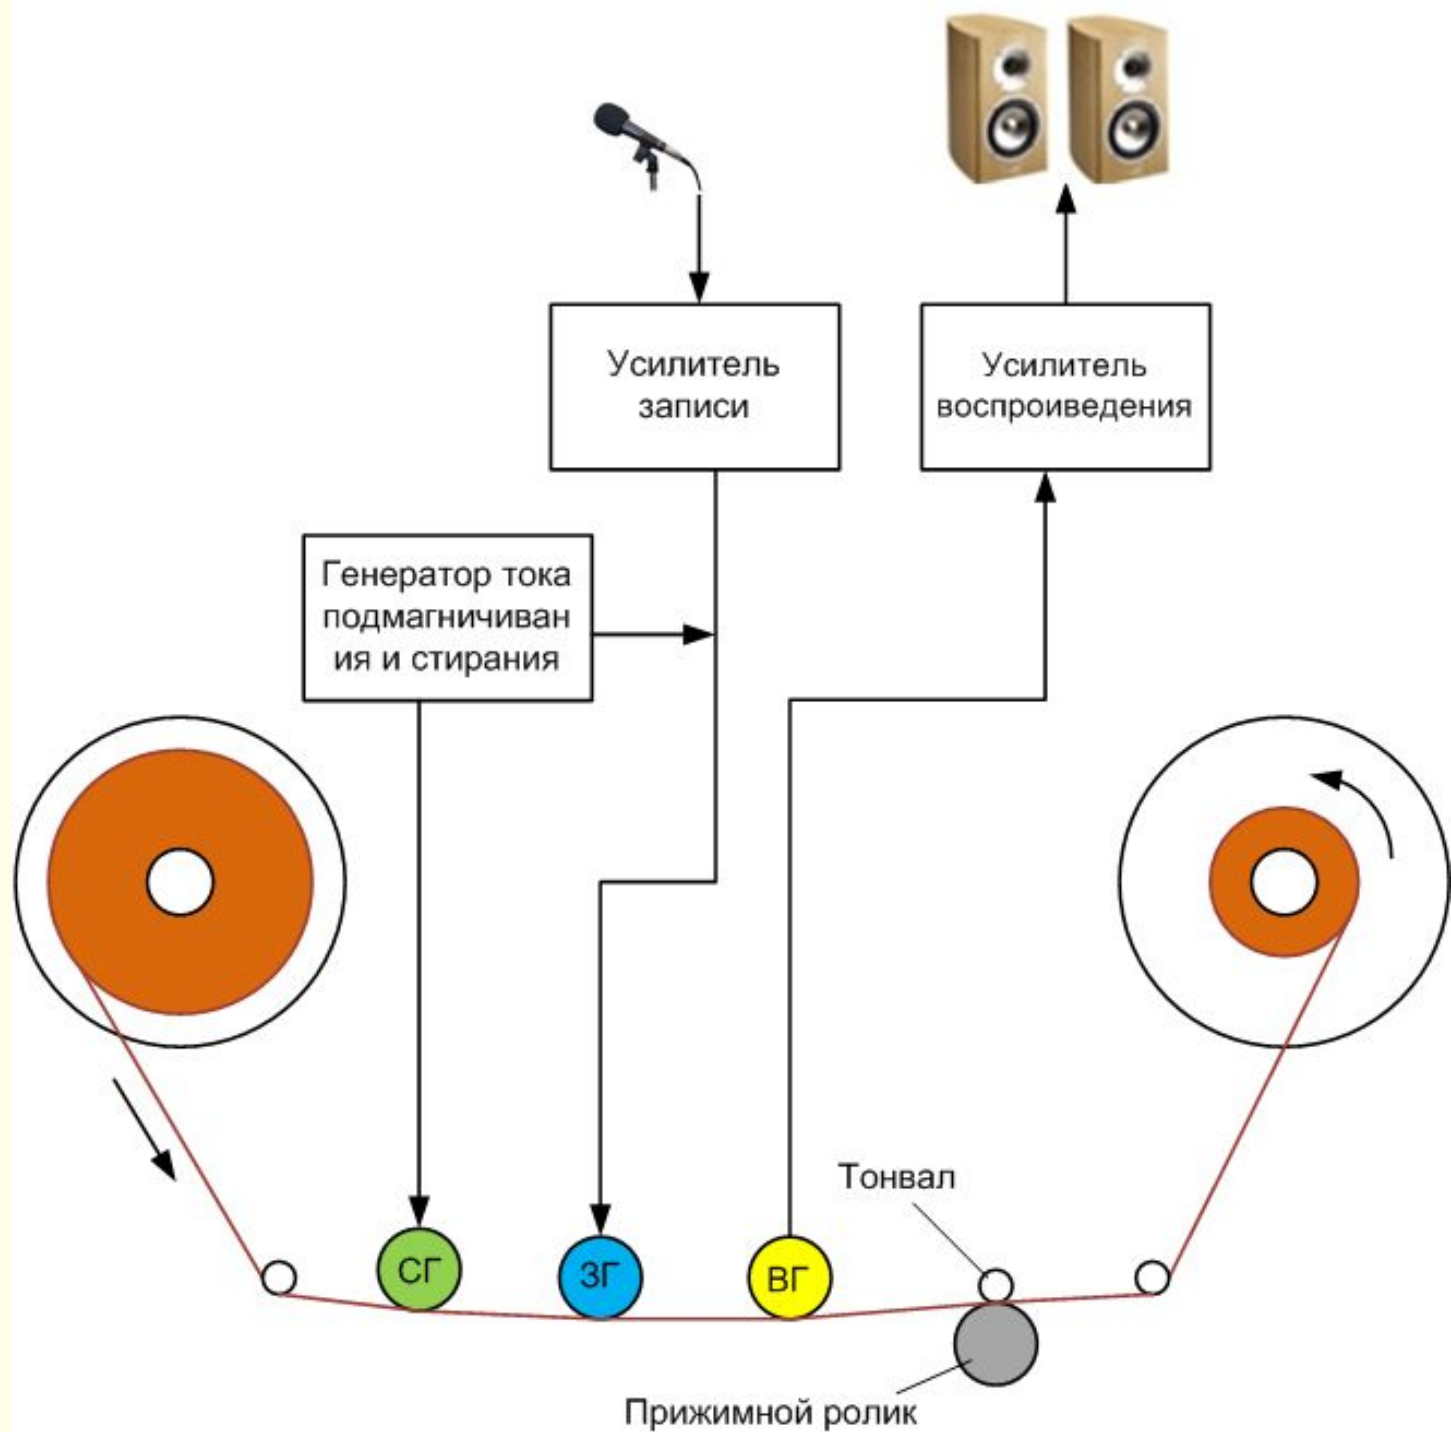 Усилитель
записи
Усилитель
воспроиведения
Генератор тока
подмагничиван
ия и стирания
Тонвал
СГ
ЗГ
ВГ
Прижимной ролик